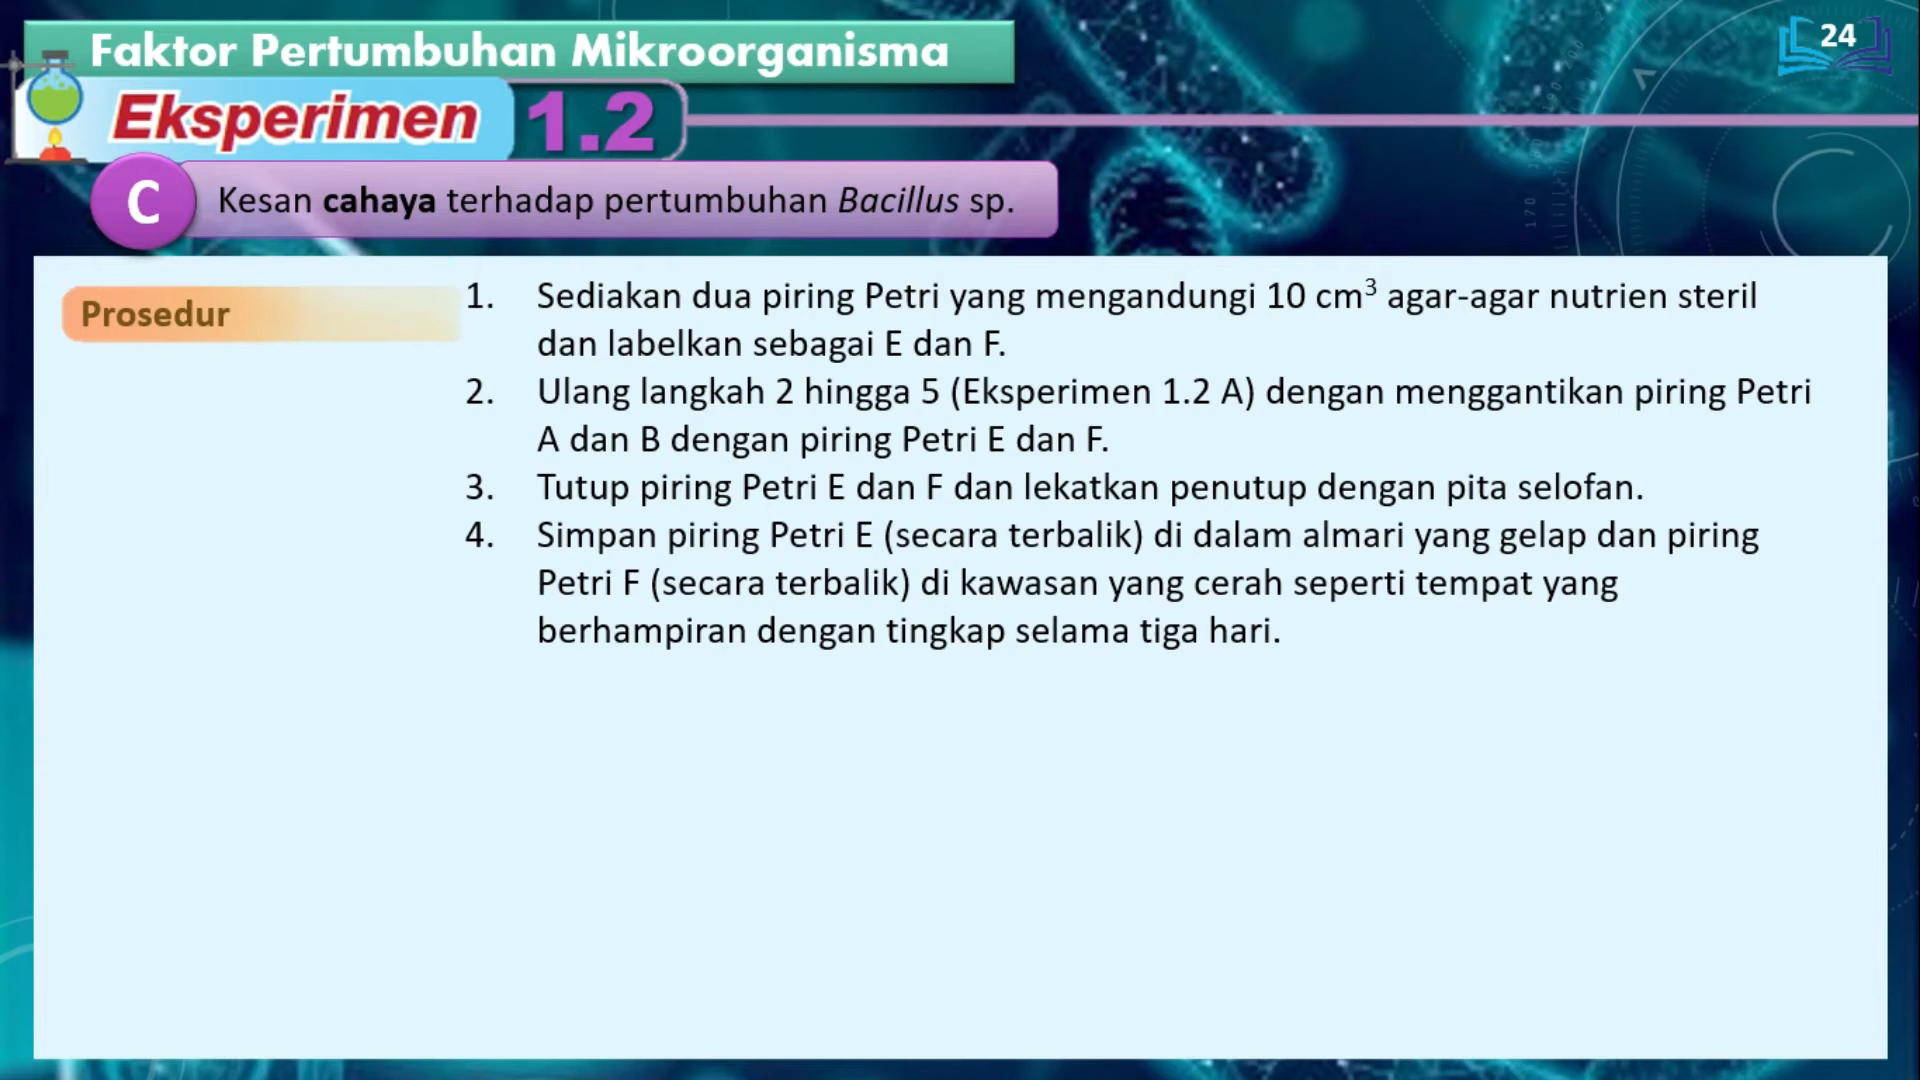 Faktor Pertumbuhan Mikroorganisma
24
Eksperimen 1.2
C Kesan cahaya terhadap pertumbuhan Bacillus sp.
Prosedur
1. Sediakan dua piring Petri yang mengandungi 10 cm³ agar-agar nutrien steril
dan labelkan sebagai E dan F.
2. Ulang langkah 2 hingga 5 (Eksperimen 1.2 A) dengan menggantikan piring Petri
A dan B dengan piring Petri E dan F.
3. Tutup piring Petri E dan F dan lekatkan penutup dengan pita selofan.
4. Simpan piring Petri E (secara terbalik) di dalam almari yang gelap dan piring
Petri F (secara terbalik) di kawasan yang cerah seperti tempat yang
berhampiran dengan tingkap selama tiga hari.
170